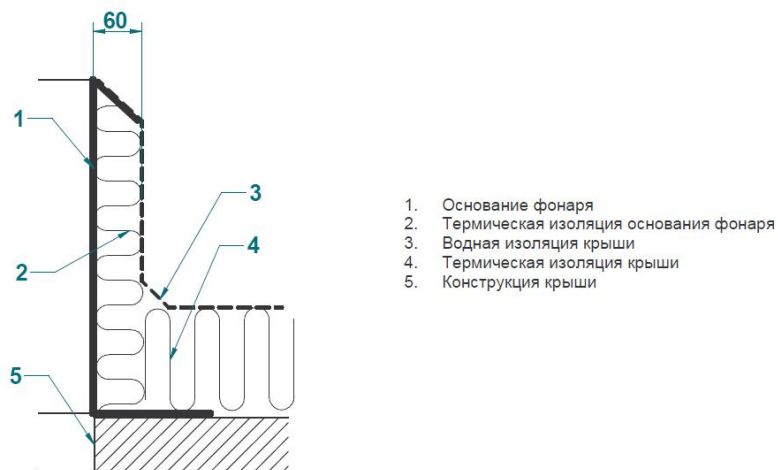 60
1
3
4
2
5
1. Основание фонаря
2. Термическая изоляция основания фонаря
3. Водная изоляция крыши
4. Термическая изоляция крыши
5. Конструкция крыши